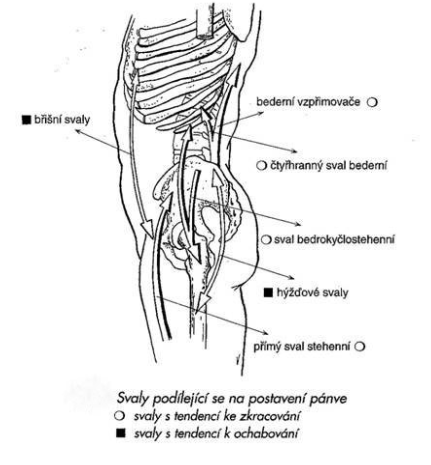 bederní vzpřimovače ○
■ břišní svaly
○ čtyřhranný sval bederní
○ sval bedrokyčlostehenní
■ hýžďové svaly
přímý sval stehenní ○
Svaly podílející se na postavení pánve
○ svaly s tendencí ke zkracování
■ svaly s tendencí k ochabování